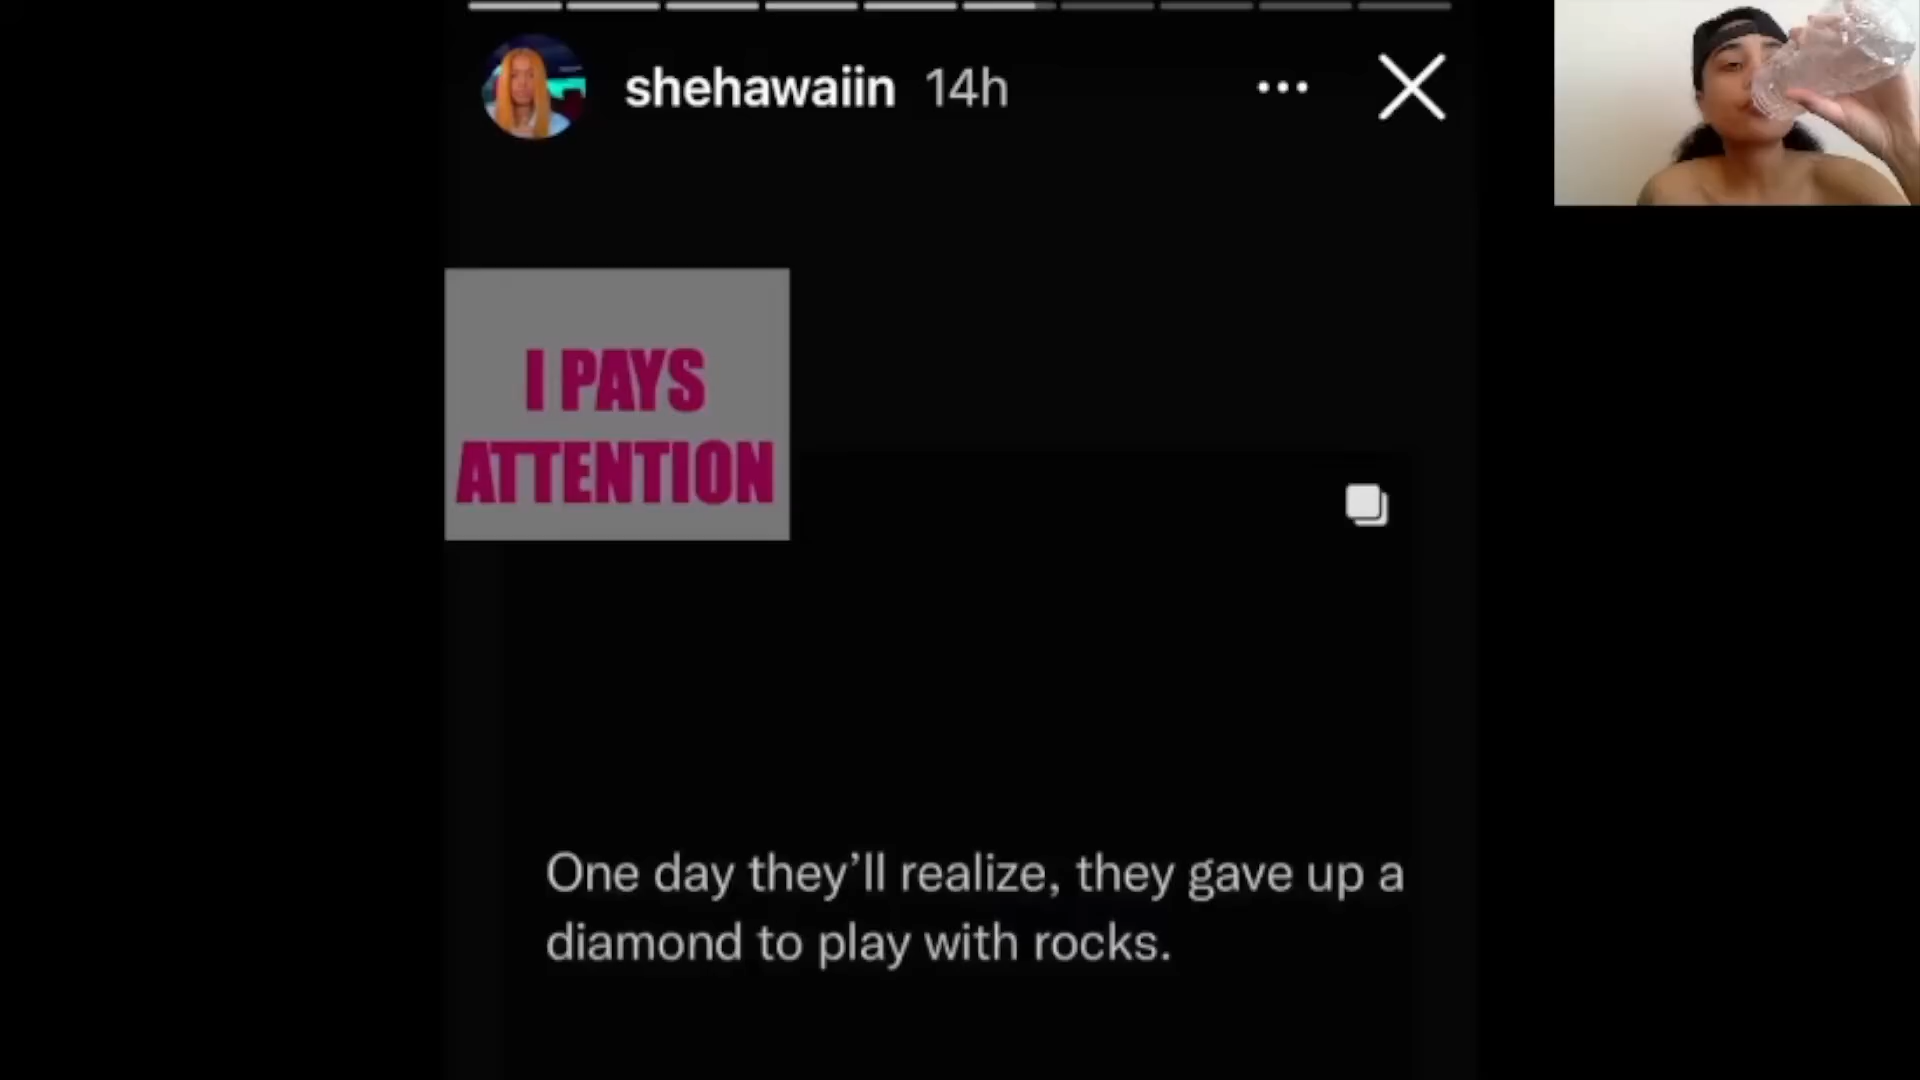 shehawaiin 14h
I PAYS
ATTENTION
One day they’ll realize, they gave up a
diamond to play with rocks.